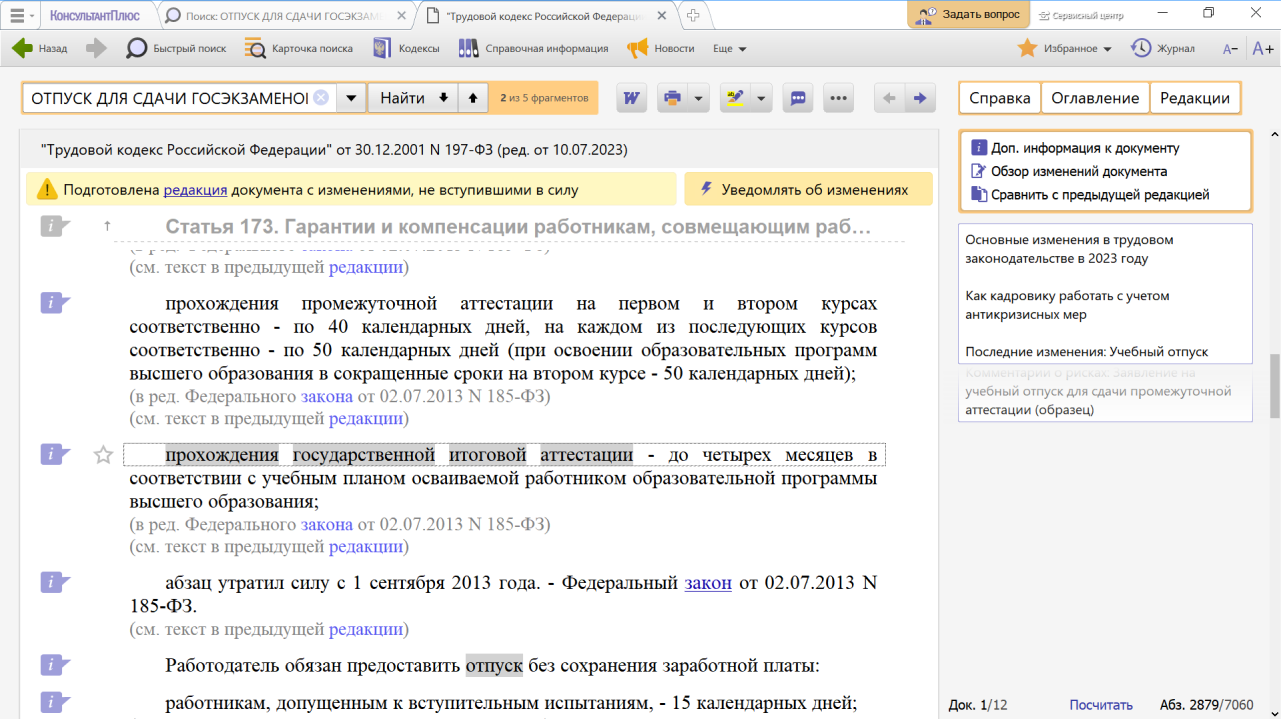 КонсультантПлюс
Поиск: ОТПУСК ДЛЯ СДАЧИ ГОСЭКЗАМЕН
"Трудовой кодекс Российской Федераци
Задать вопрос
Сервисный центр
Назад
Быстрый поиск
Карточка поиска
Кодексы
Справочная информация
Новости
Еще
Избранное
Журнал
A−
A+
ОТПУСК ДЛЯ СДАЧИ ГОСЭКЗАМЕНО
Найти
2 из 5 фрагментов
W
Справка
Оглавление
Редакции
"Трудовой кодекс Российской Федерации" от 30.12.2001 N 197-ФЗ (ред. от 10.07.2023)
Подготовлена редакция документа с изменениями, не вступившими в силу
Уведомлять об изменениях
Статья 173. Гарантии и компенсации работникам, совмещающим раб…
(см. текст в предыдущей редакции)
прохождения промежуточной аттестации на первом и втором курсах
соответственно - по 40 календарных дней, на каждом из последующих курсов
соответственно - по 50 календарных дней (при освоении образовательных программ
высшего образования в сокращенные сроки на втором курсе - 50 календарных дней);
(в ред. Федерального закона от 02.07.2013 N 185-ФЗ)
(см. текст в предыдущей редакции)
прохождения государственной итоговой аттестации - до четырех месяцев в
соответствии с учебным планом осваиваемой работником образовательной программы
высшего образования;
(в ред. Федерального закона от 02.07.2013 N 185-ФЗ)
(см. текст в предыдущей редакции)
абзац утратил силу с 1 сентября 2013 года. - Федеральный закон от 02.07.2013 N
185-ФЗ.
(см. текст в предыдущей редакции)
Работодатель обязан предоставить отпуск без сохранения заработной платы:
работникам, допущенным к вступительным испытаниям, - 15 календарных дней;
Доп. информация к документу
Обзор изменений документа
Сравнить с предыдущей редакцией
Основные изменения в трудовом
законодательстве в 2023 году
Как кадровику работать с учетом
антикризисных мер
Последние изменения: Учебный отпуск
Комментарии о рисках: Заявление на
учебный отпуск для сдачи промежуточной
аттестации (образец)
Док. 1/12
Посчитать
Абз. 2879/7060